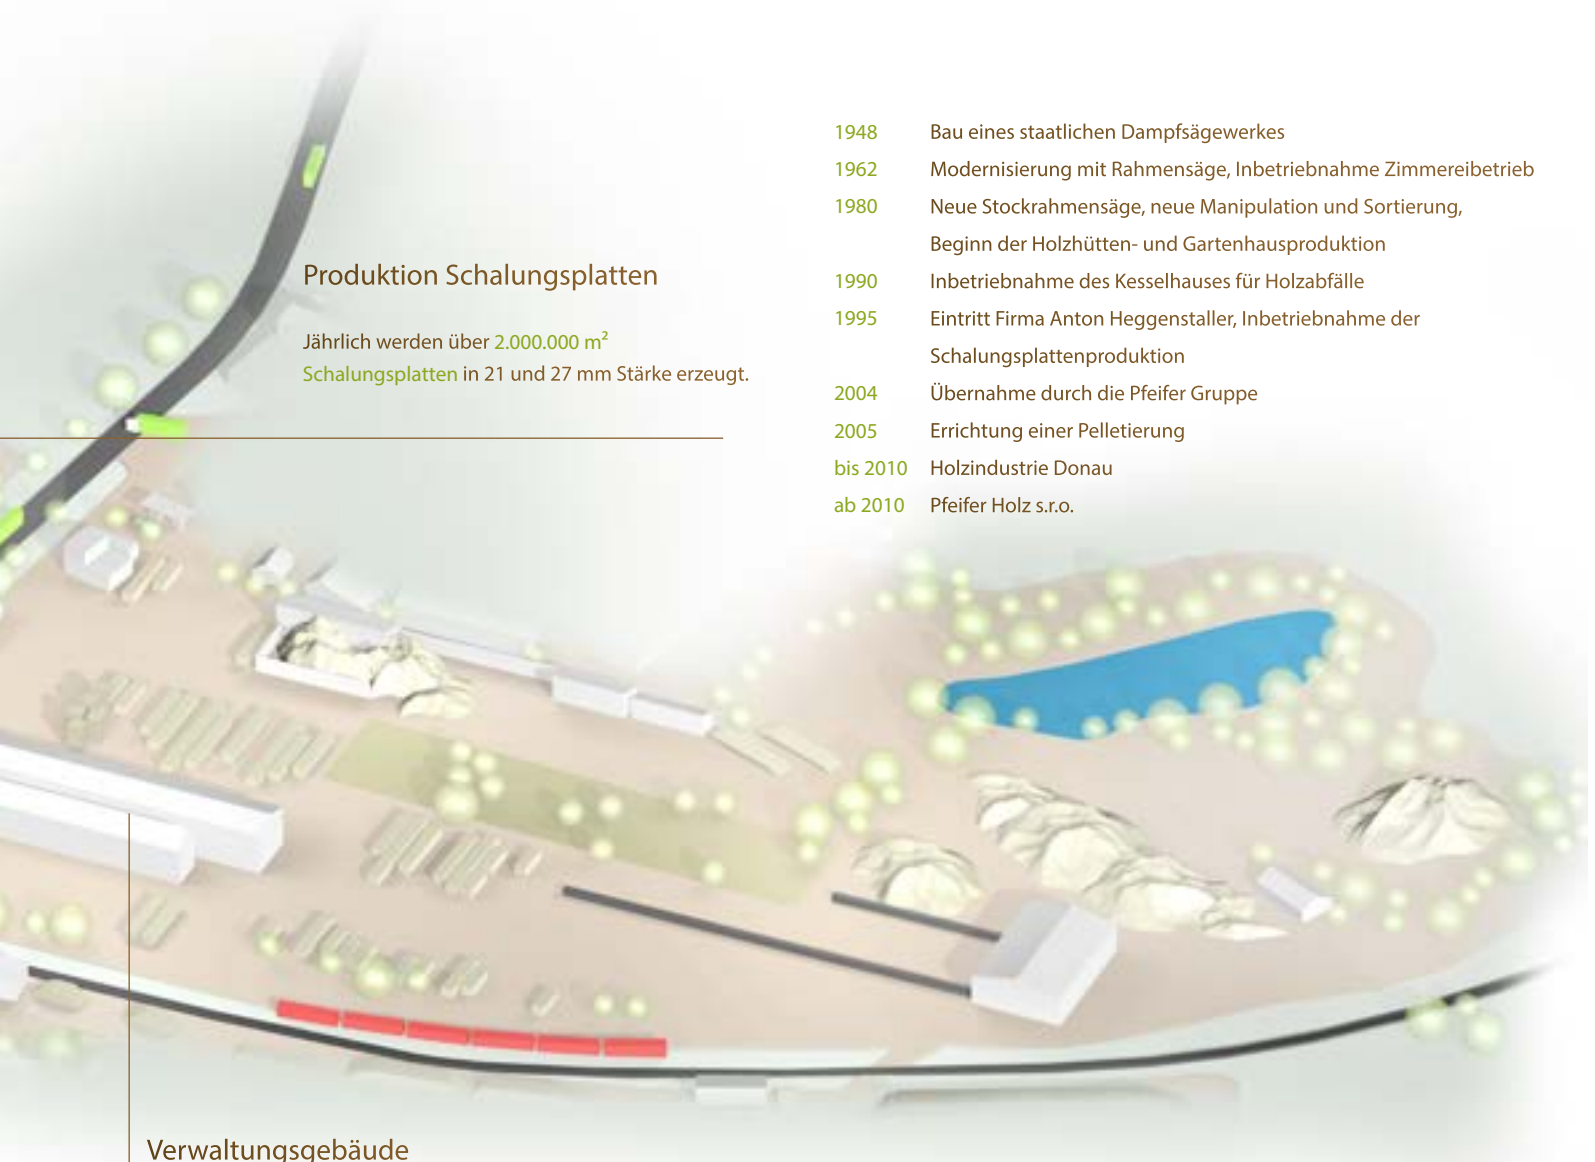 Produktion Schalungsplatten
Jährlich werden über 2.000.000 m²
Schalungsplatten in 21 und 27 mm Stärke erzeugt.
1948 Bau eines staatlichen Dampfsägewerkes
1962 Modernisierung mit Rahmensäge, Inbetriebnahme Zimmereibetrieb
1980 Neue Stockrahmensäge, neue Manipulation und Sortierung,
Beginn der Holzhütten- und Gartenhausproduktion
1990 Inbetriebnahme des Kesselhauses für Holzabfälle
1995 Eintritt Firma Anton Heggenstaller, Inbetriebnahme der
Schalungsplattenproduktion
2004 Übernahme durch die Pfeifer Gruppe
2005 Errichtung einer Pelletierung
bis 2010 Holzindustrie Donau
ab 2010 Pfeifer Holz s.r.o.
Verwaltungsgebäude